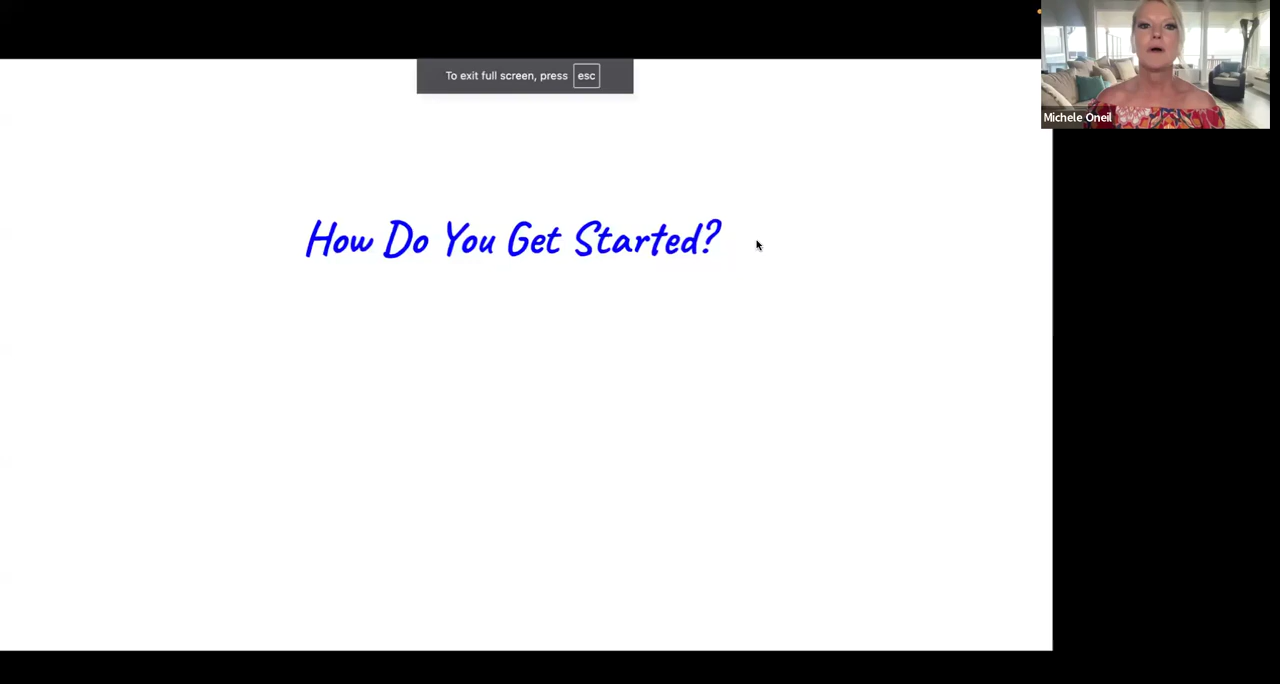 To exit full screen, press esc
Michele Oneil
How Do You Get Started?